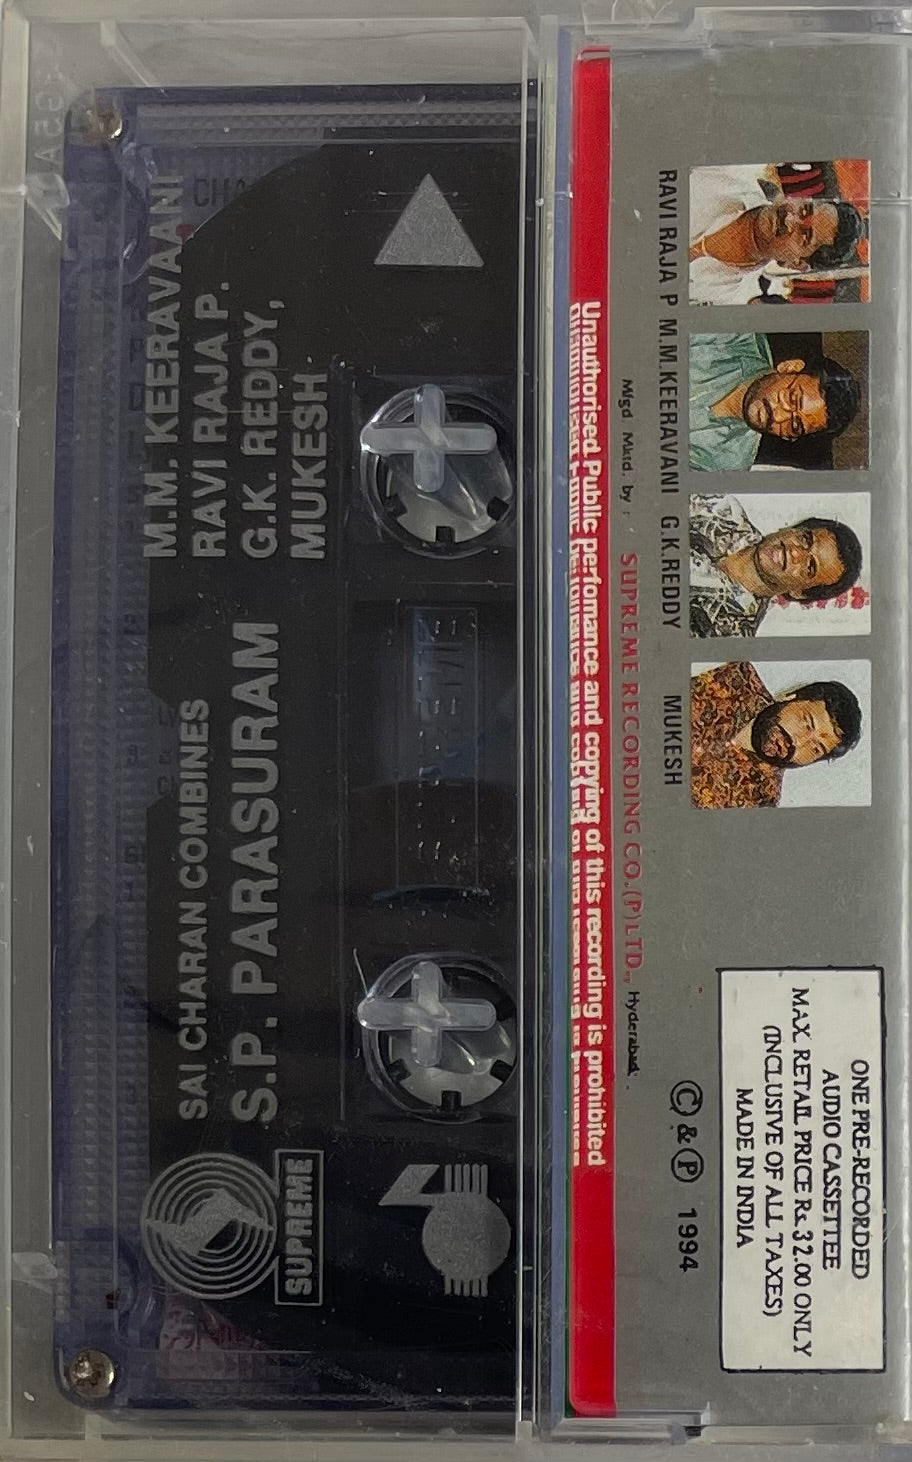 M.M. KEERAVAANI
RAVI RAJA P.
G.K. REDDY,
MUKESH
SAI CHARAN COMBINES
S.P. PARASURAM
SUPREME
RAVI RAJA P M.M.KEERAVANI G.K.REDDY MUKESH
Mfgd. Mktd. by : SUPREME RECORDING CO.(P)LTD., Hyderabad.
Unauthorised Public perfomance and copying of this recording is prohibited
© & ℗ 1994
ONE PRE-RECORDED
AUDIO CASSETTEE
MAX. RETAIL PRICE Rs. 32.00 ONLY
(INCLUSIVE OF ALL TAXES)
MADE IN INDIA